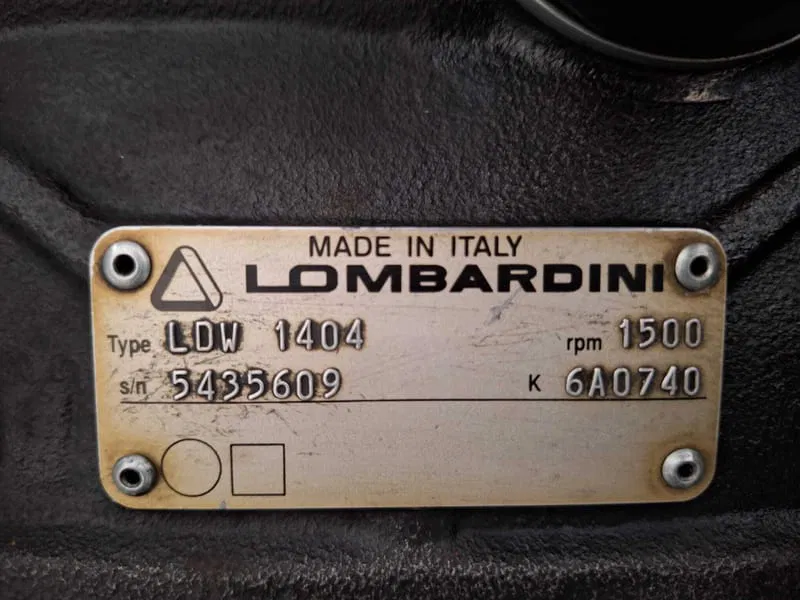 MADE IN ITALY
LOMBARDINI
Type LDW 1404 rpm 1500
s/n 5435609 K 6A0740